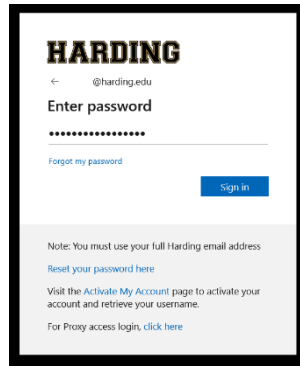 HARDING
← @harding.edu
Enter password
•••••••••••••••••
Forgot my password
Sign in
Note: You must use your full Harding email address
Reset your password here
Visit the Activate My Account page to activate your
account and retrieve your username.
For Proxy access login, click here